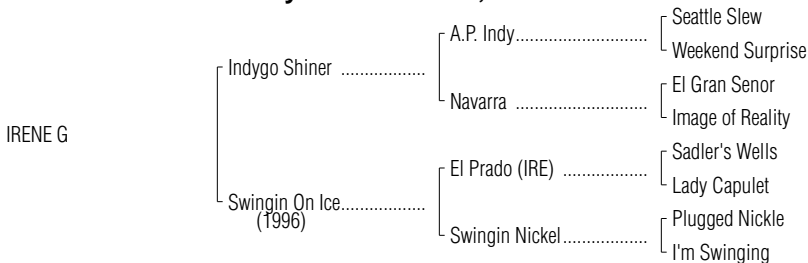 Seattle Slew
A.P. Indy
Weekend Surprise
Indygo Shiner
El Gran Senor
Navarra
Image of Reality
IRENE G
Sadler's Wells
El Prado (IRE)
Lady Capulet
Swingin On Ice
(1996)
Plugged Nickle
Swingin Nickel
I'm Swinging